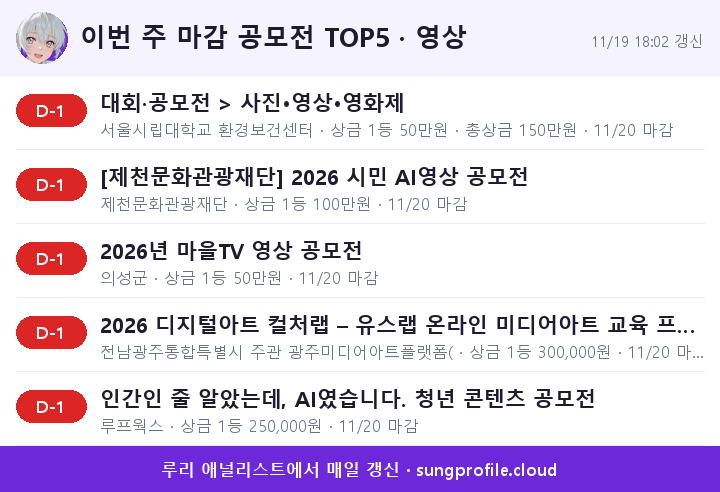 이번 주 마감 공모전 TOP5 · 영상
11/19 18:02 갱신
D-1
대회·공모전 > 사진•영상•영화제
서울시립대학교 환경보건센터 · 상금 1등 50만원 · 총상금 150만원 · 11/20 마감
D-1
[제천문화관광재단] 2026 시민 AI영상 공모전
제천문화관광재단 · 상금 1등 100만원 · 11/20 마감
D-1
2026년 마을TV 영상 공모전
의성군 · 상금 1등 50만원 · 11/20 마감
D-1
2026 디지털아트 컬처랩 – 유스랩 온라인 미디어아트 교육 프...
전남광주통합특별시 주관 광주미디어아트플랫폼( · 상금 1등 300,000원 · 11/20 마...
D-1
인간인 줄 알았는데, AI였습니다. 청년 콘텐츠 공모전
루프웍스 · 상금 1등 250,000원 · 11/20 마감
루리 애널리스트에서 매일 갱신 · sungprofile.cloud